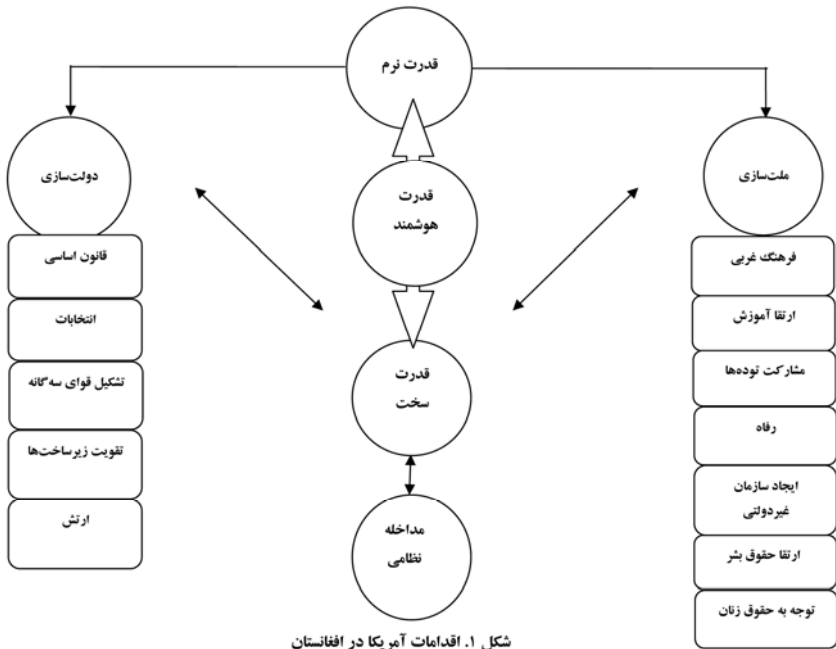 قدرت نرم
ملت‌سازی
فرهنگ غربی
ارتقا آموزش
مشارکت توده‌ها
رفاه
ایجاد سازمان
غیردولتی
ارتقا حقوق بشر
توجه به حقوق زنان
قدرت
هوشمند
قدرت
سخت
مداخله
نظامی
دولت‌سازی
قانون اساسی
انتخابات
تشکیل قوای سه‌گانه
تقویت زیرساخت‌ها
ارتش
شکل ۱. اقدامات آمریکا در افغانستان